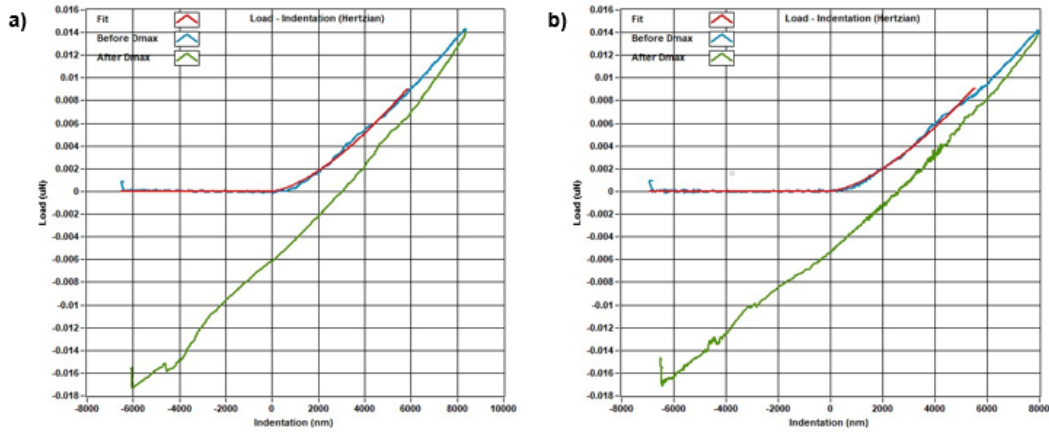 a)
Load - Indentation (Hertzian)
Fit
Before Dmax
After Dmax
Load (uN)
0.016
0.014
0.012
0.01
0.008
0.006
0.004
0.002
0
-0.002
-0.004
-0.006
-0.008
-0.01
-0.012
-0.014
-0.016
-0.018
-8000 -6000 -4000 -2000 0 2000 4000 6000 8000 10000
Indentation (nm)
b)
Load - Indentation (Hertzian)
Fit
Before Dmax
After Dmax
Load (uN)
0.016
0.014
0.012
0.01
0.008
0.006
0.004
0.002
0
-0.002
-0.004
-0.006
-0.008
-0.01
-0.012
-0.014
-0.016
-0.018
-8000 -6000 -4000 -2000 0 2000 4000 6000 8000
Indentation (nm)